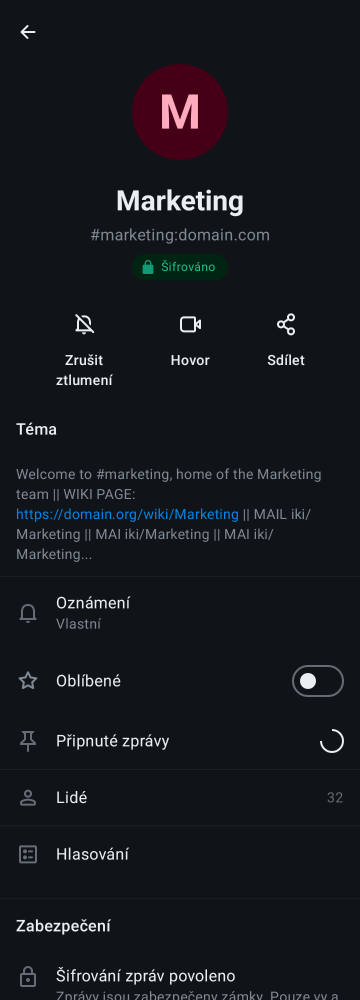 M
Marketing
#marketing:domain.com
Šifrováno
Zrušit
ztlumení
Hovor
Sdílet
Téma
Welcome to #marketing, home of the Marketing
team || WIKI PAGE:
https://domain.org/wiki/Marketing || MAIL iki/
Marketing || MAI iki/Marketing || MAI iki/
Marketing...
Oznámení
Vlastní
Oblíbené
Připnuté zprávy
Lidé 32
Hlasování
Zabezpečení
Šifrování zpráv povoleno
Zprávy jsou zabezpečeny zámky. Pouze vy a